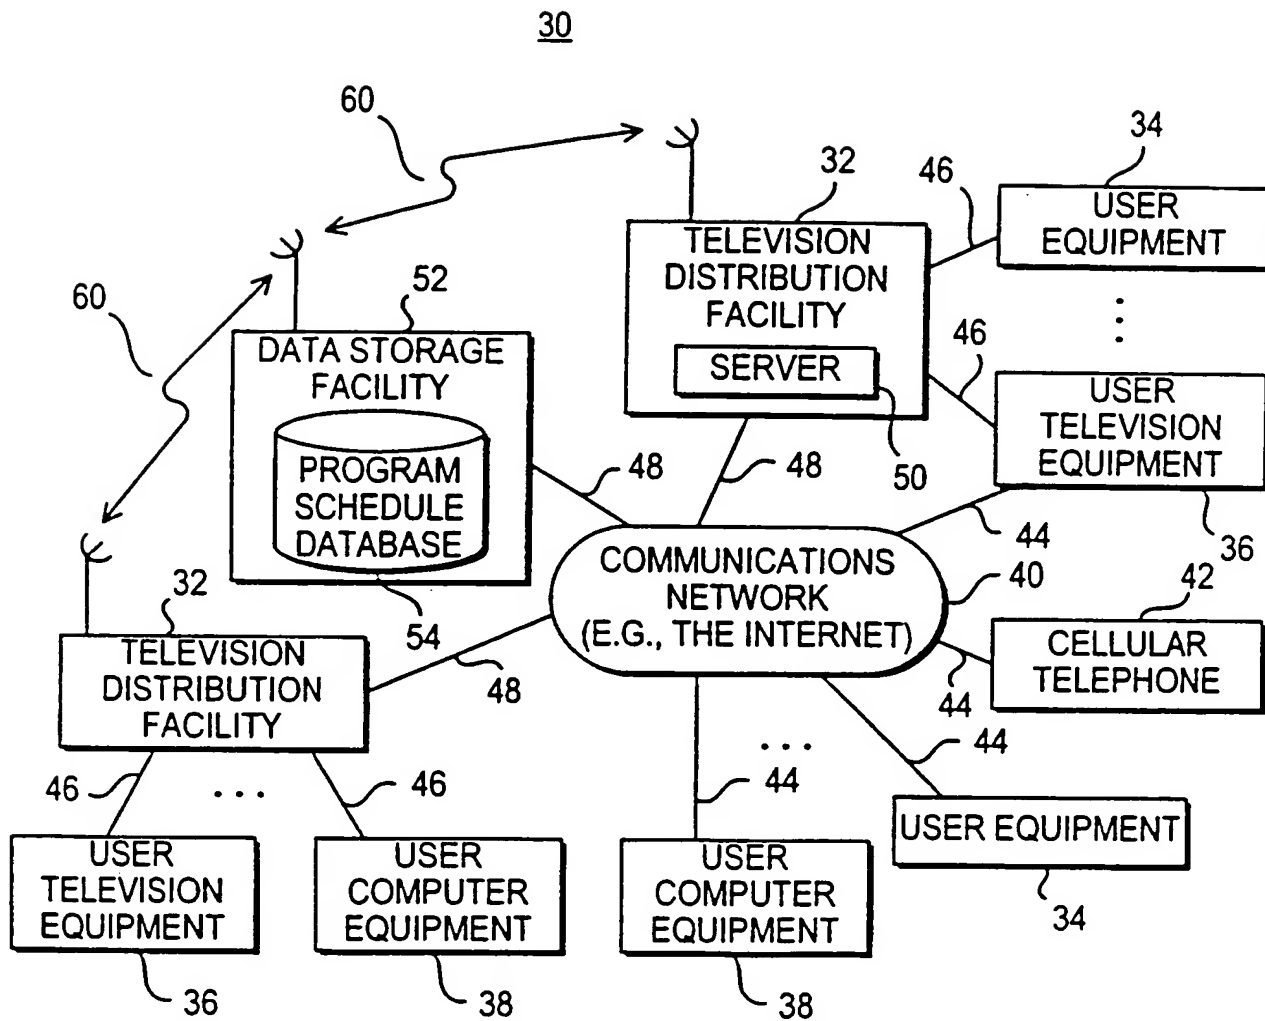 30
60
34
32
46
USER
EQUIPMENT
TELEVISION
DISTRIBUTION
FACILITY
SERVER
50
60
52
DATA STORAGE
FACILITY
PROGRAM
SCHEDULE
DATABASE
54
46
USER
TELEVISION
EQUIPMENT
36
48
48
44
COMMUNICATIONS
NETWORK
(E.G., THE INTERNET)
40
42
CELLULAR
TELEPHONE
44
32
TELEVISION
DISTRIBUTION
FACILITY
48
46
46
44
44
USER
TELEVISION
EQUIPMENT
36
USER
COMPUTER
EQUIPMENT
38
USER
COMPUTER
EQUIPMENT
38
USER EQUIPMENT
34